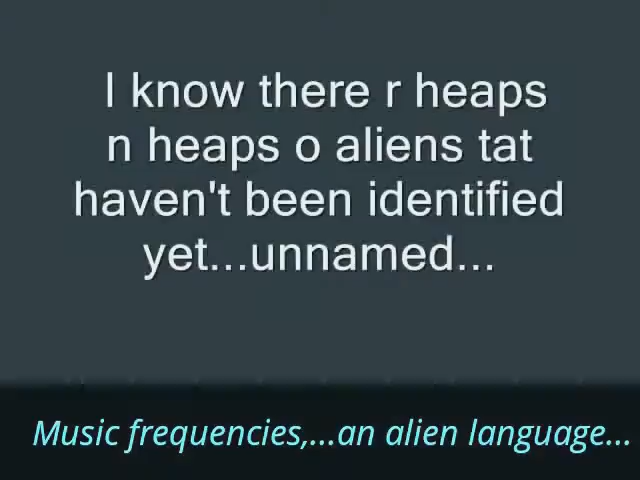 I know there r heaps
n heaps o aliens tat
haven't been identified
yet...unnamed...
Music frequencies,...an alien language...